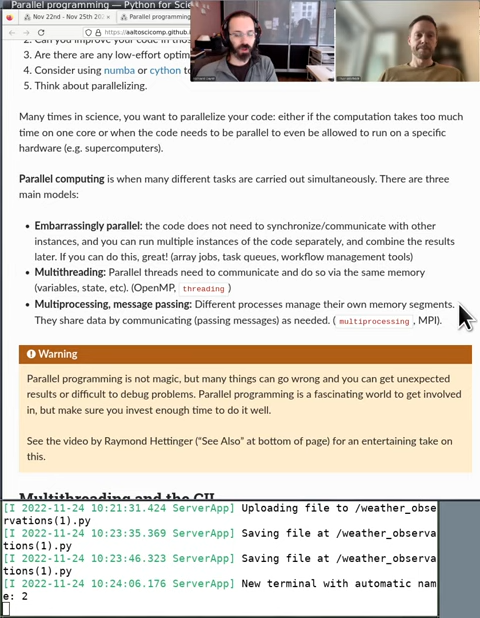 Parallel programming — Python for Scie
Nov 22nd - Nov 25th 202
Parallel programming
https://aaltoscicomp.github.
2. Can you improve your code in those
3. Are there any low-effort optim
4. Consider using numba or cython to
5. Think about parallelizing.
Many times in science, you want to parallelize your code: either if the computation takes too much
time on one core or when the code needs to be parallel to even be allowed to run on a specific
hardware (e.g. supercomputers).
Parallel computing is when many different tasks are carried out simultaneously. There are three
main models:
• Embarrassingly parallel: the code does not need to synchronize/communicate with other
instances, and you can run multiple instances of the code separately, and combine the results
later. If you can do this, great! (array jobs, task queues, workflow management tools)
• Multithreading: Parallel threads need to communicate and do so via the same memory
(variables, state, etc). (OpenMP, threading )
• Multiprocessing, message passing: Different processes manage their own memory segments.
They share data by communicating (passing messages) as needed. ( multiprocessing , MPI).
Warning
Parallel programming is not magic, but many things can go wrong and you can get unexpected
results or difficult to debug problems. Parallel programming is a fascinating world to get involved
in, but make sure you invest enough time to do it well.
See the video by Raymond Hettinger (“See Also” at bottom of page) for an entertaining take on
this.
Multithreading and the GIL
[I 2022-11-24 10:21:31.424 ServerApp] Uploading file to /weather_obse
rvations(1).py
[I 2022-11-24 10:23:35.369 ServerApp] Saving file at /weather_observa
tions(1).py
[I 2022-11-24 10:23:46.323 ServerApp] Saving file at /weather_observa
tions(1).py
[I 2022-11-24 10:24:06.176 ServerApp] New terminal with automatic nam
e: 2